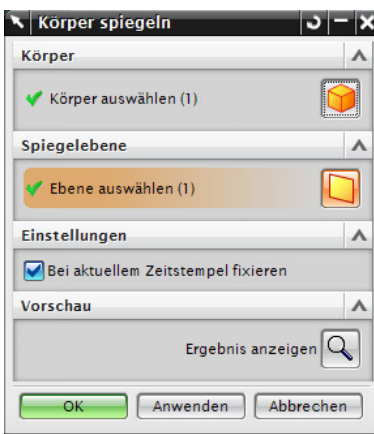 Körper spiegeln
Körper
Körper auswählen (1)
Spiegelebene
Ebene auswählen (1)
Einstellungen
Bei aktuellem Zeitstempel fixieren
Vorschau
Ergebnis anzeigen
OK Anwenden Abbrechen